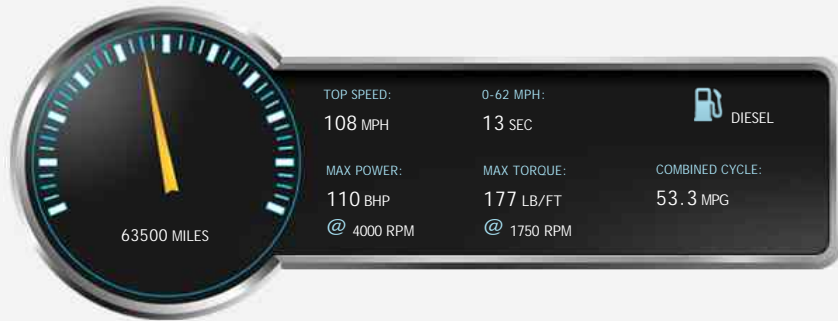 63500 MILES
TOP SPEED:
108 MPH
0-62 MPH:
13 SEC
DIESEL
MAX POWER:
110 BHP
@ 4000 RPM
MAX TORQUE:
177 LB/FT
@ 1750 RPM
COMBINED CYCLE:
53.3 MPG